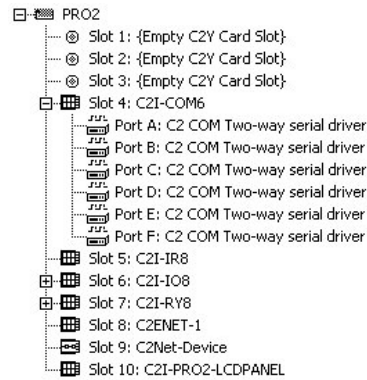 PRO2
Slot 1: {Empty C2Y Card Slot}
Slot 2: {Empty C2Y Card Slot}
Slot 3: {Empty C2Y Card Slot}
Slot 4: C2I-COM6
Port A: C2 COM Two-way serial driver
Port B: C2 COM Two-way serial driver
Port C: C2 COM Two-way serial driver
Port D: C2 COM Two-way serial driver
Port E: C2 COM Two-way serial driver
Port F: C2 COM Two-way serial driver
Slot 5: C2I-IR8
Slot 6: C2I-IO8
Slot 7: C2I-RY8
Slot 8: C2ENET-1
Slot 9: C2Net-Device
Slot 10: C2I-PRO2-LCDPANEL